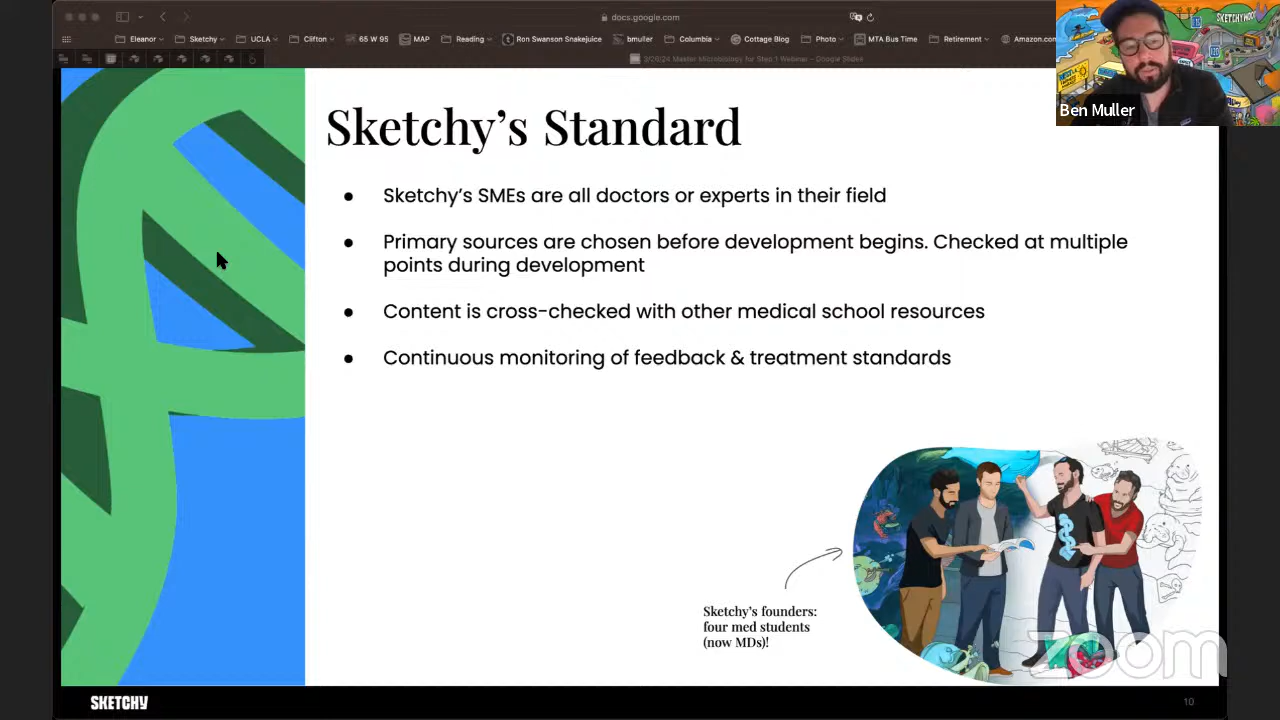 docs.google.com
Eleanor Sketchy UCLA Clifton 65 W 95 MAP Reading Ron Swanson Snakejuice bmuller Columbia Cottage Blog Photo MTA Bus Time Retirement Amazon.com
3/20/24 Master Microbiology for Step 1 Webinar – Google Slides
SKETCHY
Ben Muller
Sketchy's Standard
● Sketchy's SMEs are all doctors or experts in their field
● Primary sources are chosen before development begins. Checked at multiple
points during development
● Content is cross-checked with other medical school resources
● Continuous monitoring of feedback & treatment standards
Sketchy's founders:
four med students
(now MDs)!
zoom
SKETCHY
10